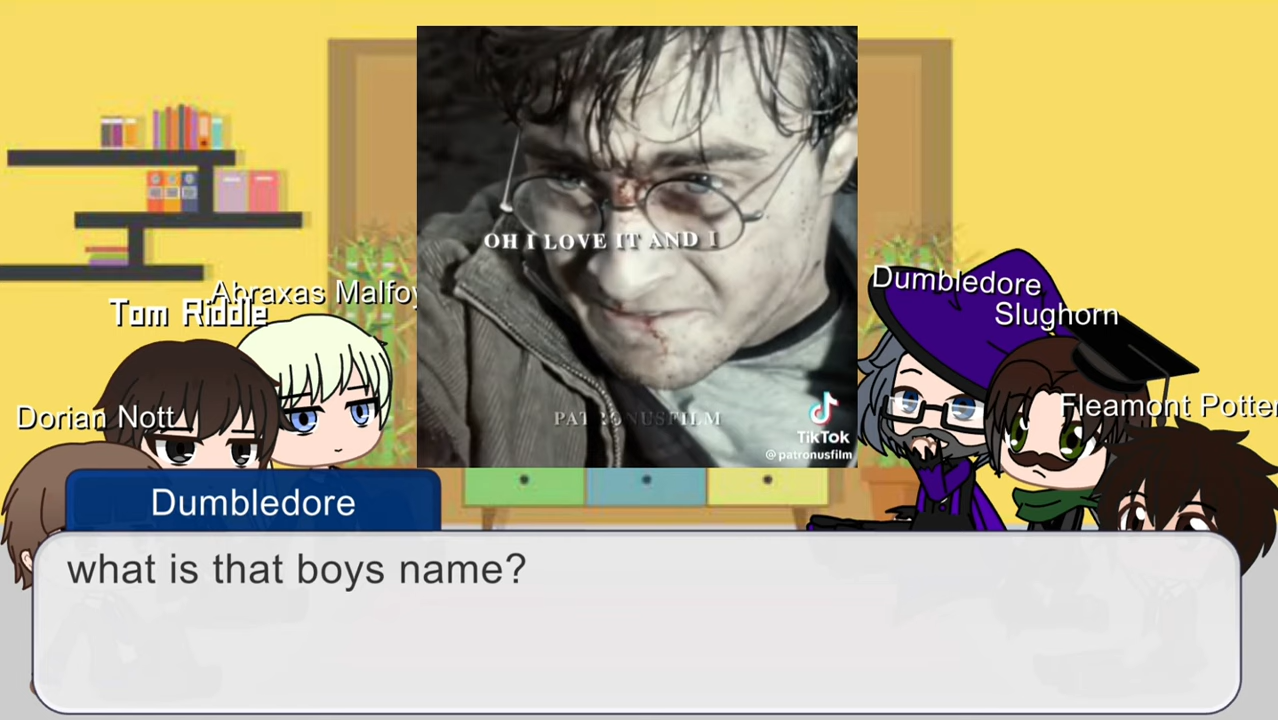 OH I LOVE IT AND I
Abraxas Malfoy
Tom Riddle
Dorian Nott
Dumbledore
Slughorn
Fleamont Potter
PATRONUSFILM
TikTok
@patronusfilm
Dumbledore
what is that boys name?